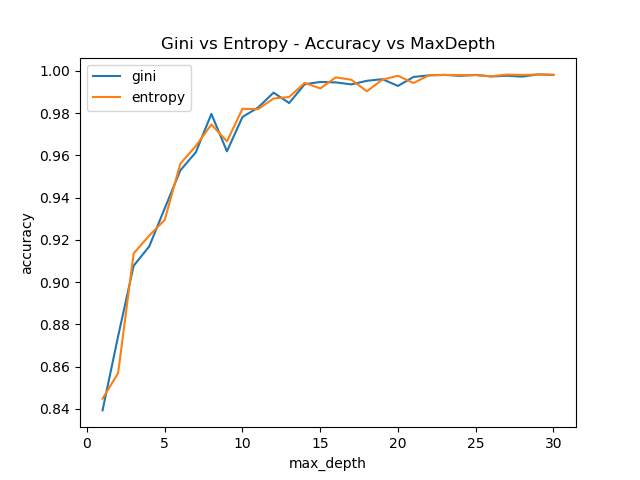 Gini vs Entropy - Accuracy vs MaxDepth
1.00
0.98
0.96
0.94
0.92
0.90
0.88
0.86
0.84
accuracy
gini
entropy
0 5 10 15 20 25 30
max_depth